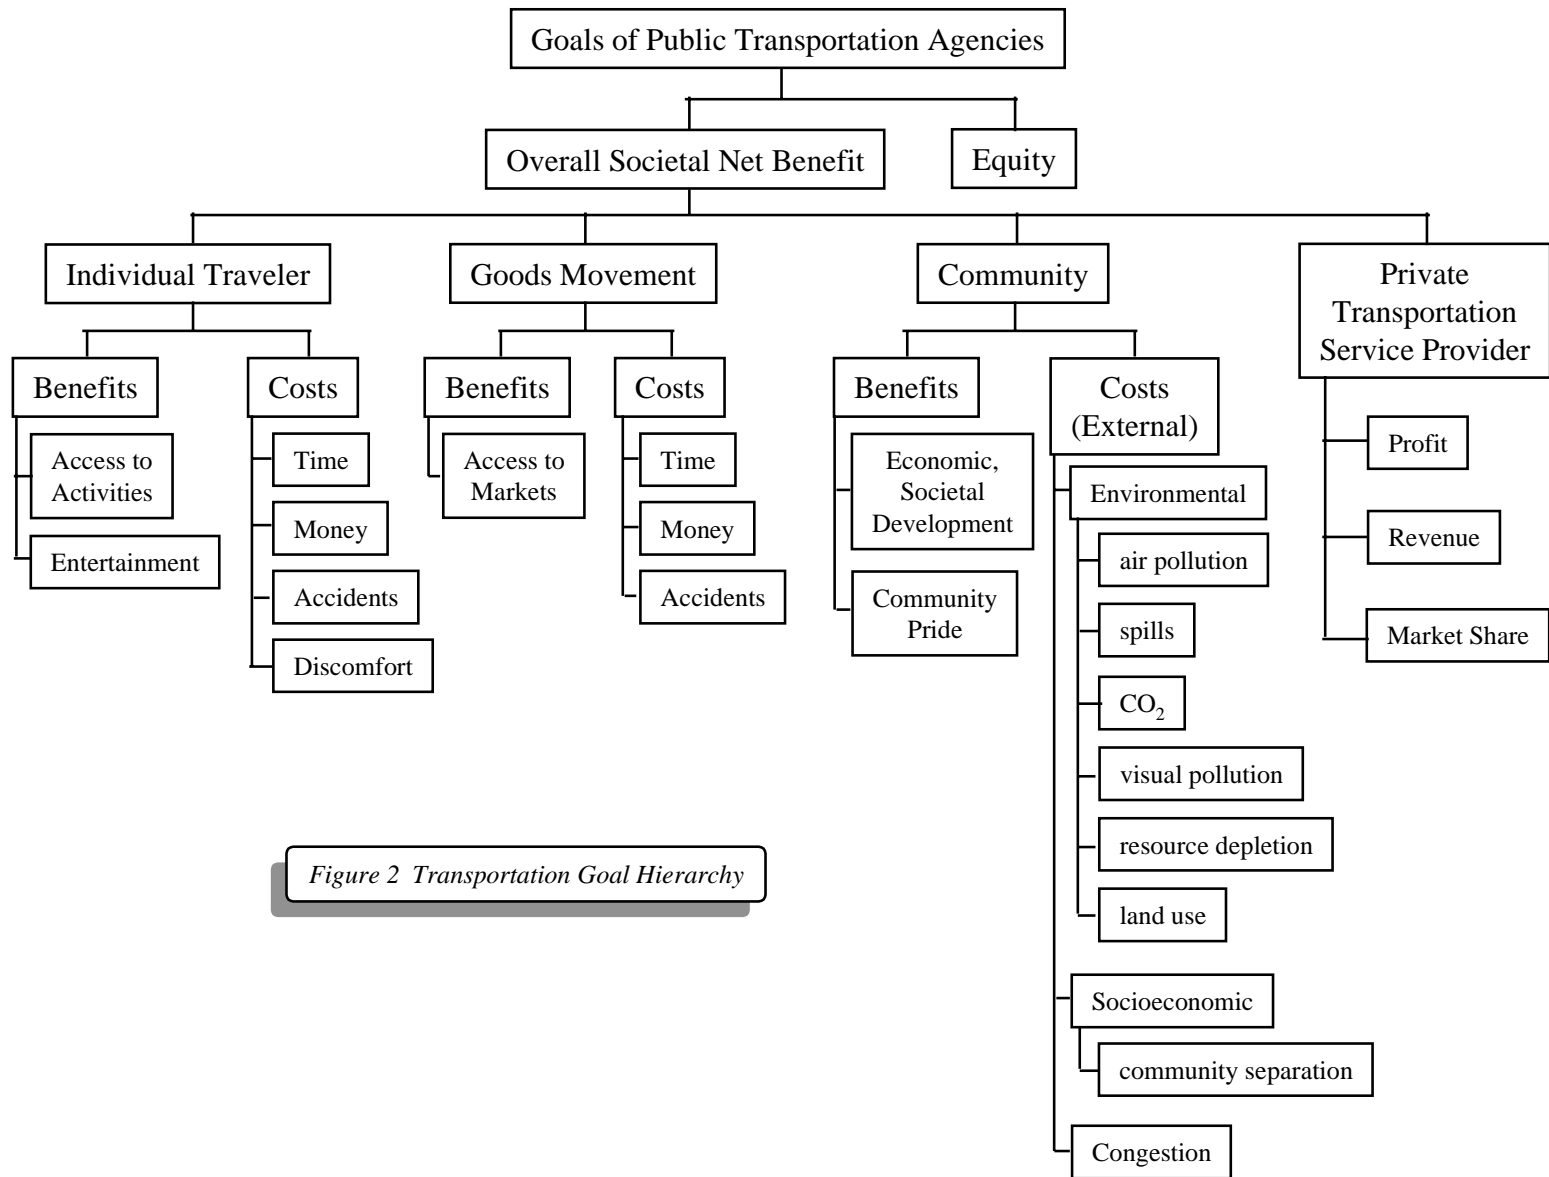 Goals of Public Transportation Agencies
Overall Societal Net Benefit
Equity
Individual Traveler
Goods Movement
Community
Private
Transportation
Service Provider
Benefits
Access to
Activities
Entertainment
Costs
Time
Money
Accidents
Discomfort
Benefits
Access to
Markets
Costs
Time
Money
Accidents
Benefits
Economic,
Societal
Development
Community
Pride
Costs
(External)
Environmental
air pollution
spills
CO₂
visual pollution
resource depletion
land use
Socioeconomic
community separation
Congestion
Profit
Revenue
Market Share
Figure 2 Transportation Goal Hierarchy